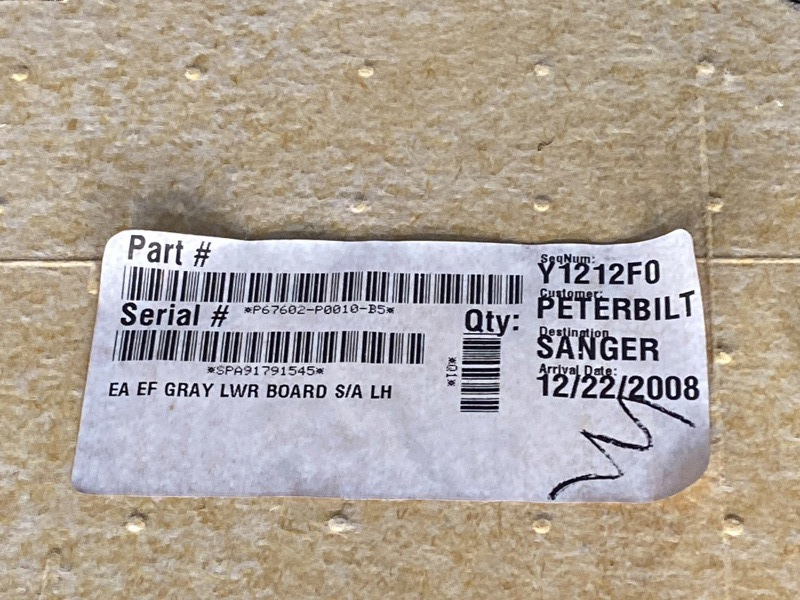 Part #
*P67602-P0010-B5*
Serial #
*SPA91791545*
EA EF GRAY LWR BOARD S/A LH
Qty:
*Q1*
SeqNum:
Y1212F0
Customer:
PETERBILT
Destination
SANGER
Arrival Date:
12/22/2008